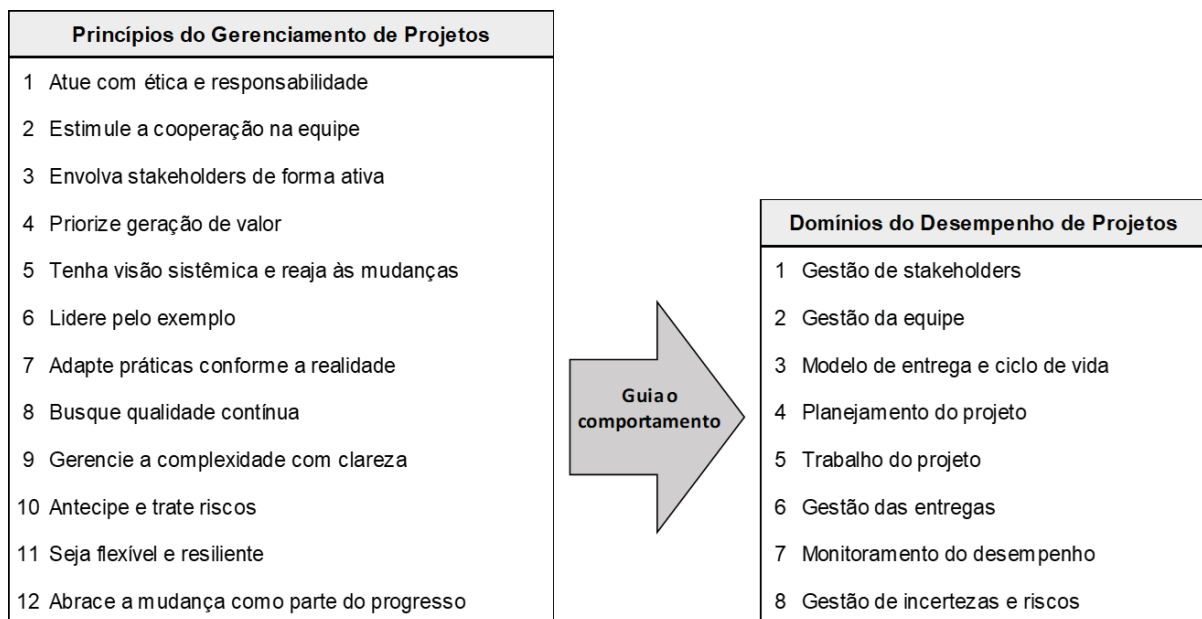 Princípios do Gerenciamento de Projetos
1 Atue com ética e responsabilidade
2 Estimule a cooperação na equipe
3 Envolva stakeholders de forma ativa
4 Priorize geração de valor
5 Tenha visão sistêmica e reaja às mudanças
6 Lidere pelo exemplo
7 Adapte práticas conforme a realidade
8 Busque qualidade contínua
9 Gerencie a complexidade com clareza
10 Antecipe e trate riscos
11 Seja flexível e resiliente
12 Abrace a mudança como parte do progresso
Guia o
comportamento
Domínios do Desempenho de Projetos
1 Gestão de stakeholders
2 Gestão da equipe
3 Modelo de entrega e ciclo de vida
4 Planejamento do projeto
5 Trabalho do projeto
6 Gestão das entregas
7 Monitoramento do desempenho
8 Gestão de incertezas e riscos